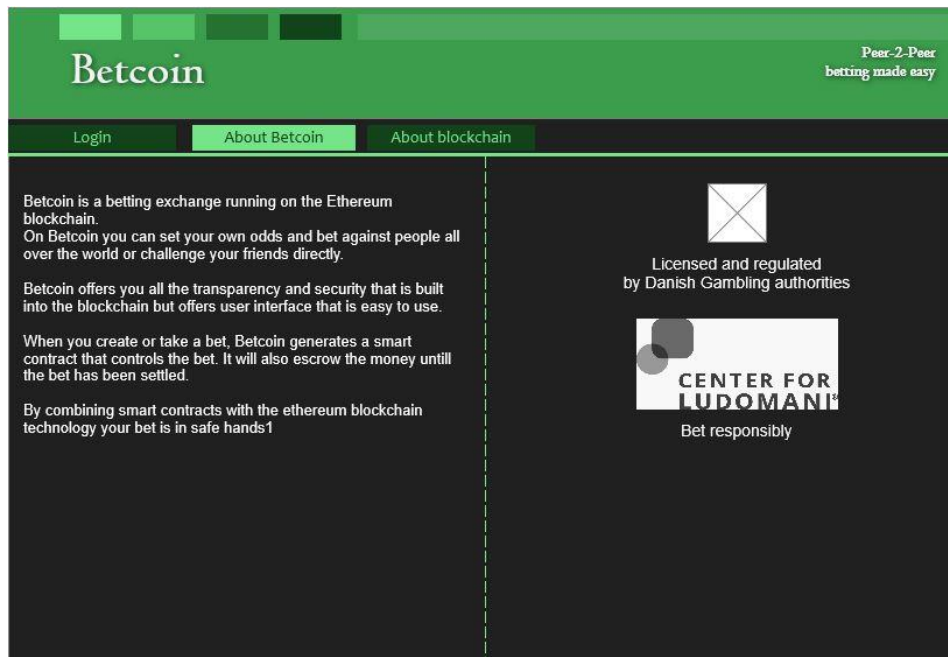 Betcoin
Peer-2-Peer
betting made easy
Login
About Betcoin
About blockchain
Betcoin is a betting exchange running on the Ethereum
blockchain.
On Betcoin you can set your own odds and bet against people all
over the world or challenge your friends directly.
Betcoin offers you all the transparency and security that is built
into the blockchain but offers user interface that is easy to use.
When you create or take a bet, Betcoin generates a smart
contract that controls the bet. It will also escrow the money untill
the bet has been settled.
By combining smart contracts with the ethereum blockchain
technology your bet is in safe hands1
Licensed and regulated
by Danish Gambling authorities
CENTER FOR
LUDOMANI®
Bet responsibly